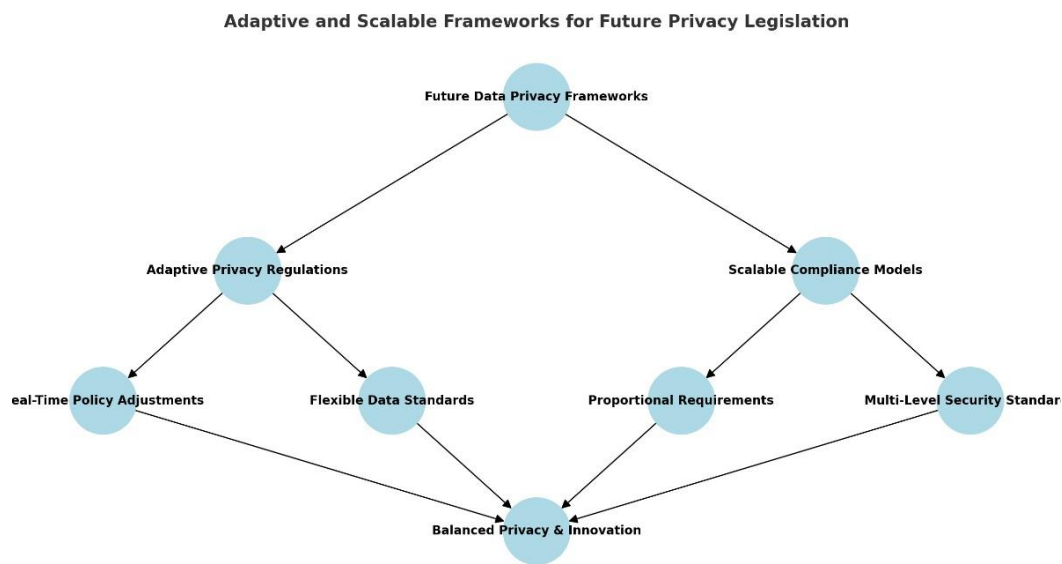 Adaptive and Scalable Frameworks for Future Privacy Legislation
Future Data Privacy Frameworks
Adaptive Privacy Regulations
Scalable Compliance Models
eal-Time Policy Adjustments
Flexible Data Standards
Proportional Requirements
Multi-Level Security Standar
Balanced Privacy & Innovation